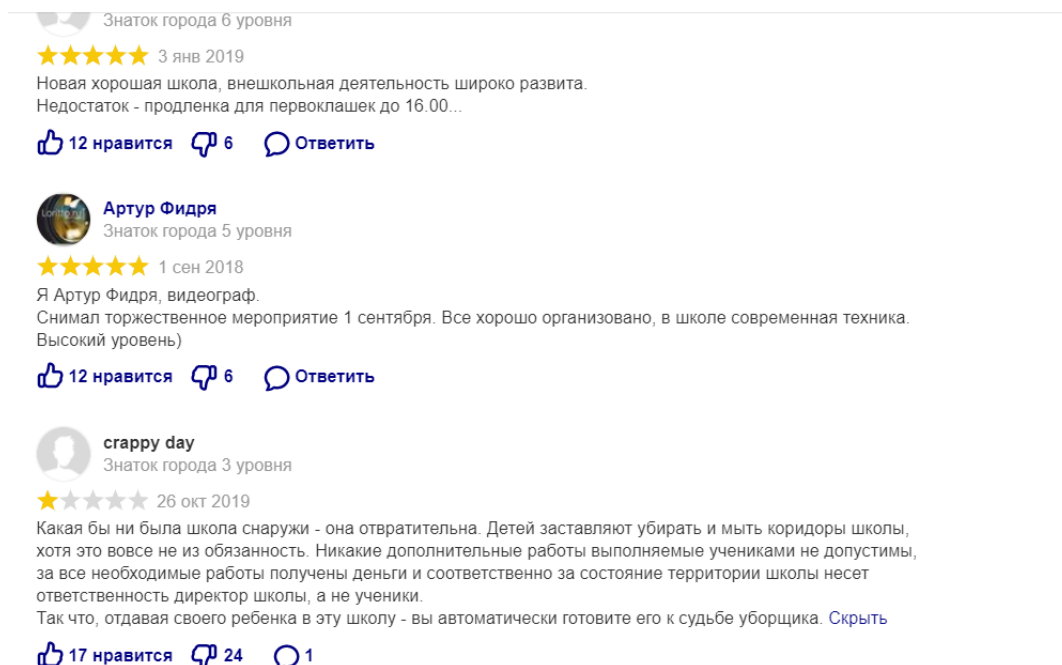 Знаток города 6 уровня
3 янв 2019
Новая хорошая школа, внешкольная деятельность широко развита.
Недостаток - продленка для первоклашек до 16.00...
12 нравится 6 Ответить
Артур Фидря
Знаток города 5 уровня
1 сен 2018
Я Артур Фидря, видеограф.
Снимал торжественное мероприятие 1 сентября. Все хорошо организовано, в школе современная техника.
Высокий уровень)
12 нравится 6 Ответить
crappy day
Знаток города 3 уровня
26 окт 2019
Какая бы ни была школа снаружи - она отвратительна. Детей заставляют убирать и мыть коридоры школы,
хотя это вовсе не из обязанность. Никакие дополнительные работы выполняемые учениками не допустимы,
за все необходимые работы получены деньги и соответственно за состояние территории школы несет
ответственность директор школы, а не ученики.
Так что, отдавая своего ребенка в эту школу - вы автоматически готовите его к судьбе уборщика. Скрыть
17 нравится 24 1